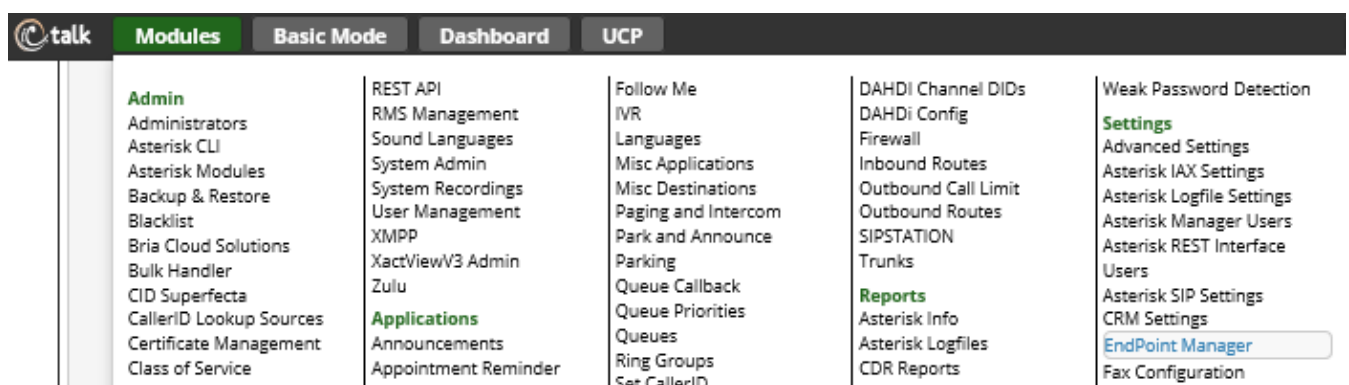 talk
Modules
Basic Mode
Dashboard
UCP
Admin
Administrators
Asterisk CLI
Asterisk Modules
Backup & Restore
Blacklist
Bria Cloud Solutions
Bulk Handler
CID Superfecta
CallerID Lookup Sources
Certificate Management
Class of Service
REST API
RMS Management
Sound Languages
System Admin
System Recordings
User Management
XMPP
XactViewV3 Admin
Zulu
Applications
Announcements
Appointment Reminder
Follow Me
IVR
Languages
Misc Applications
Misc Destinations
Paging and Intercom
Park and Announce
Parking
Queue Callback
Queue Priorities
Queues
Ring Groups
Set CallerID
DAHDI Channel DIDs
DAHDi Config
Firewall
Inbound Routes
Outbound Call Limit
Outbound Routes
SIPSTATION
Trunks
Reports
Asterisk Info
Asterisk Logfiles
CDR Reports
Weak Password Detection
Settings
Advanced Settings
Asterisk IAX Settings
Asterisk Logfile Settings
Asterisk Manager Users
Asterisk REST Interface
Users
Asterisk SIP Settings
CRM Settings
EndPoint Manager
Fax Configuration